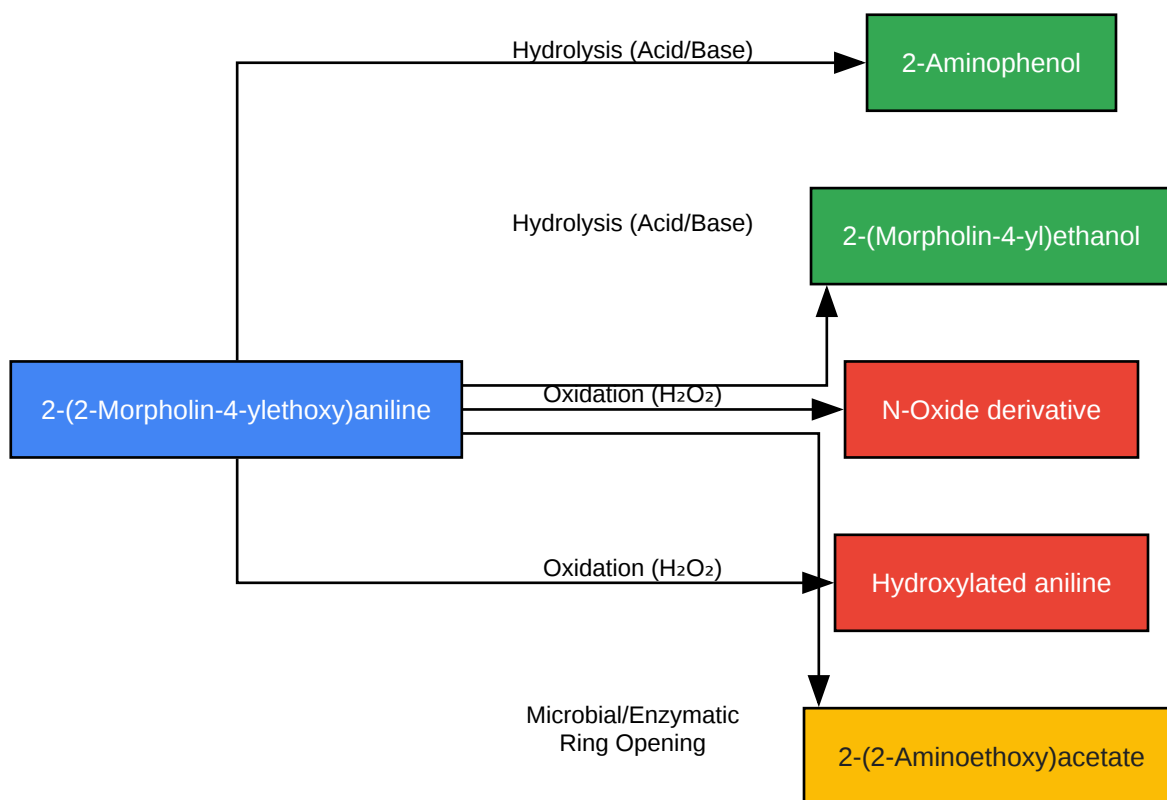 Hydrolysis (Acid/Base)
2-Aminophenol
Hydrolysis (Acid/Base)
2-(Morpholin-4-yl)ethanol
2-(2-Morpholin-4-ylethoxy)aniline
Oxidation (H₂O₂)
N-Oxide derivative
Oxidation (H₂O₂)
Hydroxylated aniline
Microbial/Enzymatic
Ring Opening
2-(2-Aminoethoxy)acetate